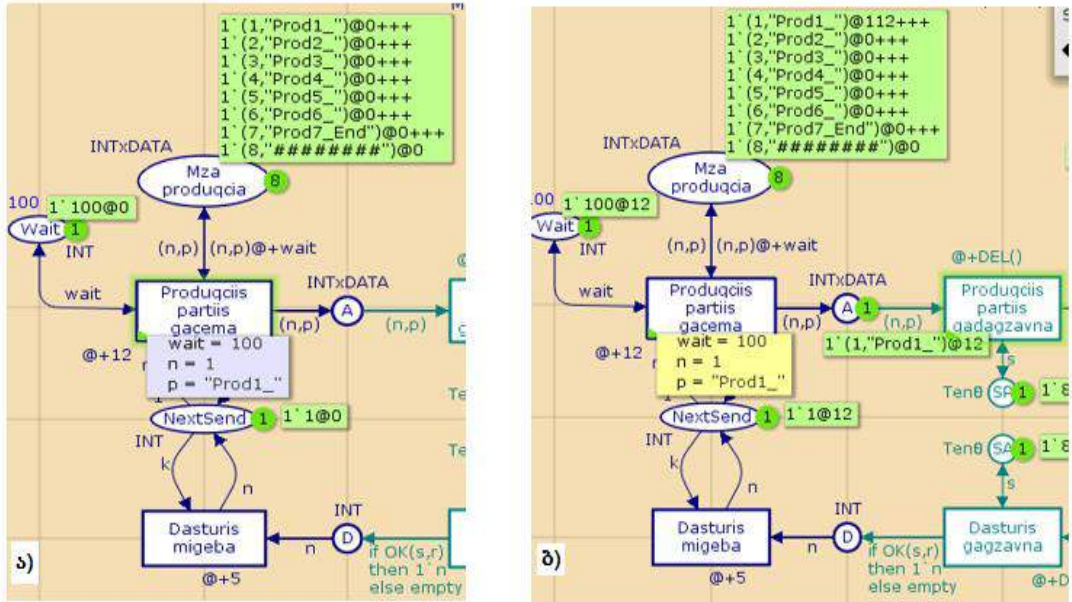 1`(1,"Prod1_")@0+++
1`(2,"Prod2_")@0+++
1`(3,"Prod3_")@0+++
1`(4,"Prod4_")@0+++
1`(5,"Prod5_")@0+++
1`(6,"Prod6_")@0+++
1`(7,"Prod7_End")@0+++
1`(8,"########")@0
INTxDATA
Mza
produqcia
8
100
1`100@0
Wait
1
INT
(n,p)
(n,p)@+wait
wait
INTxDATA
Produqciis
partiis
gacema
A
(n,p)
(n,p)
@+12
wait = 100
n = 1
p = "Prod1_"
NextSend
1
1`1@0
INT
k
n
INT
Dasturis
migeba
n
D
if OK(s,r)
then 1`n
else empty
@+5
ა)
1`(1,"Prod1_")@112+++
1`(2,"Prod2_")@0+++
1`(3,"Prod3_")@0+++
1`(4,"Prod4_")@0+++
1`(5,"Prod5_")@0+++
1`(6,"Prod6_")@0+++
1`(7,"Prod7_End")@0+++
1`(8,"########")@0
INTxDATA
Mza
produqcia
8
00
1`100@12
Wait
1
INT
(n,p)
(n,p)@+wait
wait
@+DEL()
INTxDATA
Produqciis
partiis
gacema
A
1
(n,p)
(n,p)
Produqciis
partiis
gadagzavna
1`(1,"Prod1_")@12
@+12
wait = 100
n = 1
p = "Prod1_"
s
NextSend
1
1`1@12
SA
1
1`8
INT
k
n
SA
1
1`8
s
INT
Dasturis
migeba
n
D
if OK(s,r)
then 1`n
else empty
Dasturis
gagzavna
@+5
@+D
ბ)